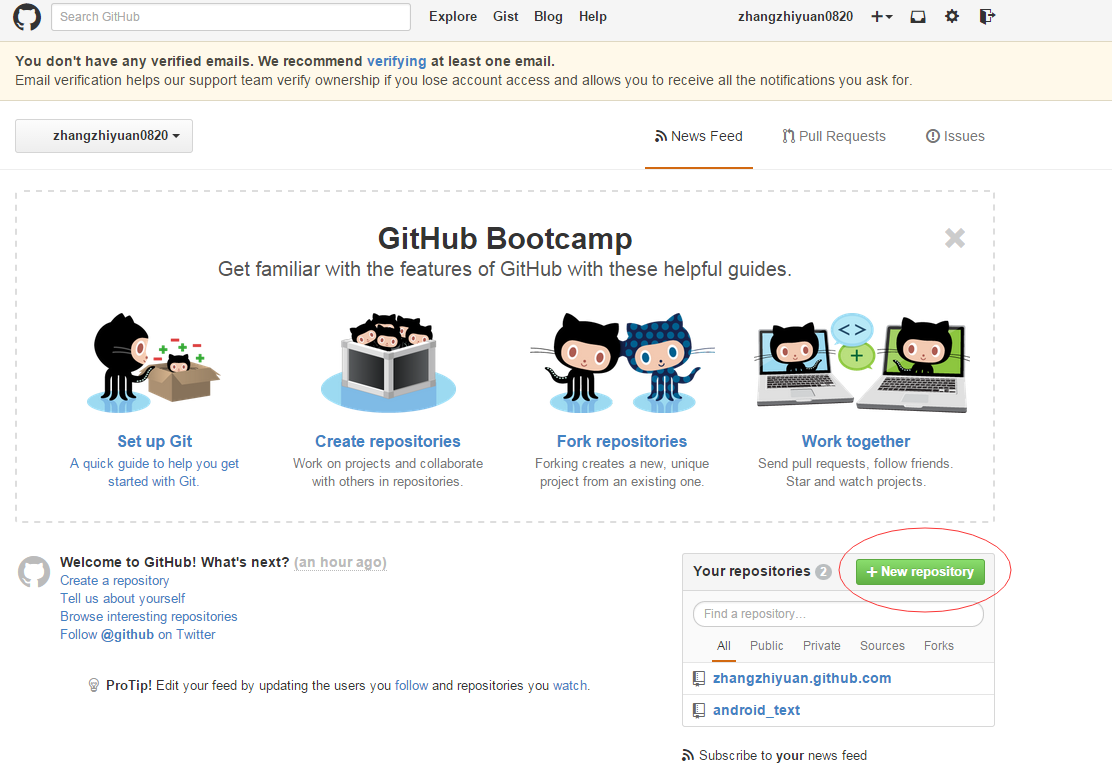 Search GitHub Explore Gist Blog Help zhangzhiyuan0820
You don't have any verified emails. We recommend verifying at least one email.
Email verification helps our support team verify ownership if you lose account access and allows you to receive all the notifications you ask for.
zhangzhiyuan0820 News Feed Pull Requests Issues
GitHub Bootcamp
Get familiar with the features of GitHub with these helpful guides.
Set up Git
A quick guide to help you get
started with Git.
Create repositories
Work on projects and collaborate
with others in repositories.
Fork repositories
Forking creates a new, unique
project from an existing one.
Work together
Send pull requests, follow friends.
Star and watch projects.
Welcome to GitHub! What's next? (an hour ago)
Create a repository
Tell us about yourself
Browse interesting repositories
Follow @github on Twitter
ProTip! Edit your feed by updating the users you follow and repositories you watch.
Your repositories 2 + New repository
Find a repository...
All Public Private Sources Forks
zhangzhiyuan.github.com
android_text
Subscribe to your news feed